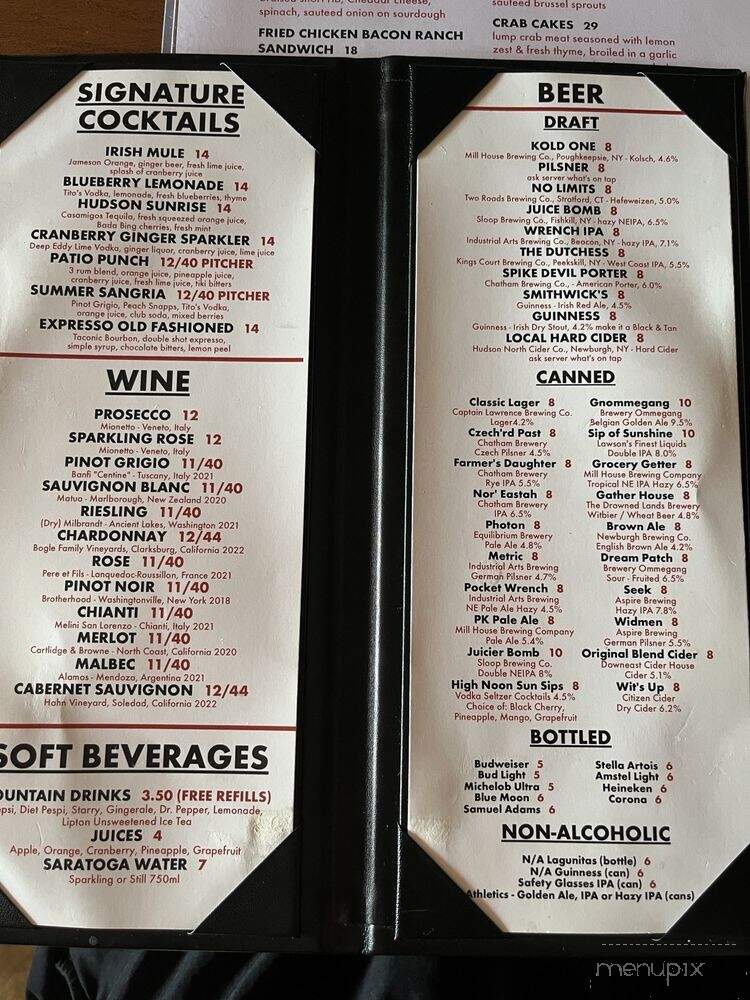 spinach, sauteed onion on sourdough
FRIED CHICKEN BACON RANCH
SANDWICH 18
sauteed brussel sprouts
CRAB CAKES 29
lump crab meat seasoned with lemon
zest & fresh thyme, broiled in a garlic
SIGNATURE
COCKTAILS
IRISH MULE 14
Jameson Orange, ginger beer, fresh lime juice,
splash of cranberry juice
BLUEBERRY LEMONADE 14
Tito's Vodka, lemonade, fresh blueberries, thyme
HUDSON SUNRISE 14
Casamigos Tequila, fresh squeezed orange juice,
Bada Bing cherries, fresh mint
CRANBERRY GINGER SPARKLER 14
Deep Eddy Lime Vodka, ginger liquor, cranberry juice, lime juice
PATIO PUNCH 12/40 PITCHER
3 rum blend, orange juice, pineapple juice,
cranberry juice, fresh lime juice, tiki bitters
SUMMER SANGRIA 12/40 PITCHER
Pinot Grigio, Peach Snapps, Tito's Vodka,
orange juice, club soda, mixed berries
EXPRESSO OLD FASHIONED 14
Taconic Bourbon, double shot expresso,
simple syrup, chocolate bitters, lemon peel
WINE
PROSECCO 12
Mionetto - Veneto, Italy
SPARKLING ROSE 12
Mionetto - Veneto, Italy
PINOT GRIGIO 11/40
Banfi "Centine" - Tuscany, Italy 2021
SAUVIGNON BLANC 11/40
Matua - Marlborough, New Zealand 2020
RIESLING 11/40
(Dry) Milbrandt - Ancient Lakes, Washington 2021
CHARDONNAY 12/44
Bogle Family Vineyards, Clarksburg, California 2022
ROSE 11/40
Pere et Fils - Languedoc-Roussillon, France 2021
PINOT NOIR 11/40
Brotherhood - Washingtonville, New York 2018
CHIANTI 11/40
Melini San Lorenzo - Chianti, Italy 2021
MERLOT 11/40
Cartlidge & Browne - North Coast, California 2020
MALBEC 11/40
Alamos - Mendoza, Argentina 2021
CABERNET SAUVIGNON 12/44
Hahn Vineyard, Soledad, California 2022
SOFT BEVERAGES
OUNTAIN DRINKS 3.50 (FREE REFILLS)
psi, Diet Pespi, Starry, Gingerale, Dr. Pepper, Lemonade,
Lipton Unsweetened Ice Tea
JUICES 4
Apple, Orange, Cranberry, Pineapple, Grapefruit
SARATOGA WATER 7
Sparkling or Still 750ml
BEER
DRAFT
KOLD ONE 8
Mill House Brewing Co., Poughkeepsie, NY - Kolsch, 4.6%
PILSNER 8
ask server what's on tap
NO LIMITS 8
Two Roads Brewing Co., Stratford, CT - Hefeweizen, 5.0%
JUICE BOMB 8
Sloop Brewing Co., Fishkill, NY - hazy NEIPA, 6.5%
WRENCH IPA 8
Industrial Arts Brewing Co., Beacon, NY - hazy IPA, 7.1%
THE DUTCHESS 8
Kings Court Brewing Co., Peekskill, NY - West Coast IPA, 5.5%
SPIKE DEVIL PORTER 8
Chatham Brewing Co., - American Porter, 6.0%
SMITHWICK'S 8
Guinness - Irish Red Ale, 4.5%
GUINNESS 8
Guinness - Irish Dry Stout, 4.2% make it a Black & Tan
LOCAL HARD CIDER 8
Hudson North Cider Co., Newburgh, NY - Hard Cider
ask server what's on tap
CANNED
Classic Lager 8
Captain Lawrence Brewing Co.
Lager 4.2%
Czech'rd Past 8
Chatham Brewery
Czech Pilsner 4.5%
Farmer's Daughter 8
Chatham Brewery
Rye IPA 5.5%
Nor' Eastah 8
Chatham Brewery
IPA 6.5%
Photon 8
Equilibrium Brewery
Pale Ale 4.8%
Metric 8
Industrial Arts Brewing
German Pilsner 4.7%
Pocket Wrench 8
Industrial Arts Brewing
NE Pale Ale Hazy 4.5%
PK Pale Ale 8
Mill House Brewing Company
Pale Ale 5.4%
Juicier Bomb 10
Sloop Brewing Co.
Double NEIPA 8%
High Noon Sun Sips 8
Vodka Seltzer Cocktails 4.5%
Choice of: Black Cherry,
Pineapple, Mango, Grapefruit
Gnommegang 10
Brewery Ommegang
Belgian Golden Ale 9.5%
Sip of Sunshine 10
Lawson's Finest Liquids
Double IPA 8.0%
Grocery Getter 8
Mill House Brewing Company
Tropical NE IPA Hazy 6.5%
Gather House 8
The Drowned Lands Brewery
Witbier / Wheat Beer 4.8%
Brown Ale 8
Newburgh Brewing Co.
English Brown Ale 4.2%
Dream Patch 8
Brewery Ommegang
Sour - Fruited 6.5%
Seek 8
Aspire Brewing
Hazy IPA 7.8%
Widmen 8
Aspire Brewing
German Pilsner 5.5%
Original Blend Cider 8
Downeast Cider House
Cider 5.1%
Wit's Up 8
Citizen Cider
Dry Cider 6.2%
BOTTLED
Budweiser 5
Bud Light 5
Michelob Ultra 5
Blue Moon 6
Samuel Adams 6
Stella Artois 6
Amstel Light 6
Heineken 6
Corona 6
NON-ALCOHOLIC
N/A Lagunitas (bottle) 6
N/A Guinness (can) 6
Safety Glasses IPA (can) 6
Athletics - Golden Ale, IPA or Hazy IPA (cans)
menupix